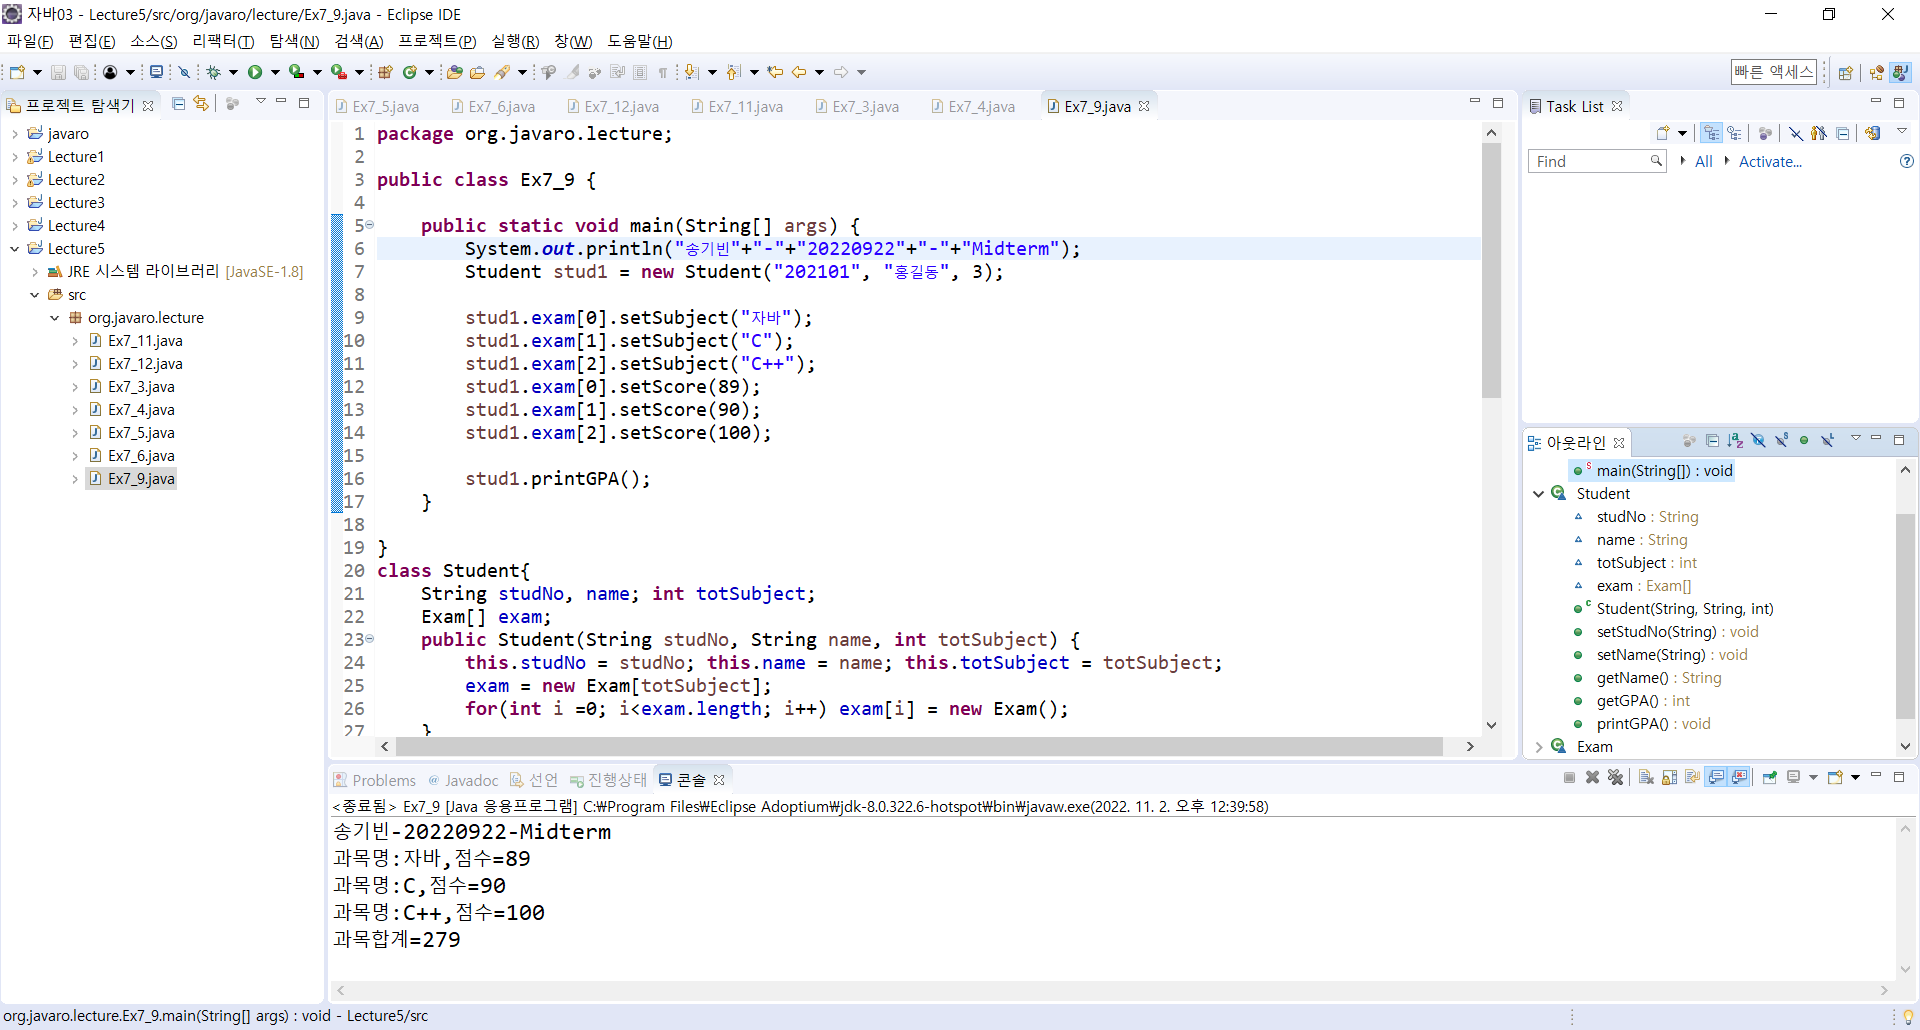 자바03 - Lecture5/src/org/javaro/lecture/Ex7_9.java - Eclipse IDE
파일(F) 편집(E) 소스(S) 리팩터(T) 탐색(N) 검색(A) 프로젝트(P) 실행(R) 창(W) 도움말(H)
빠른 액세스
프로젝트 탐색기
javaro
Lecture1
Lecture2
Lecture3
Lecture4
Lecture5
JRE 시스템 라이브러리 [JavaSE-1.8]
src
org.javaro.lecture
Ex7_11.java
Ex7_12.java
Ex7_3.java
Ex7_4.java
Ex7_5.java
Ex7_6.java
Ex7_9.java
Ex7_5.java Ex7_6.java Ex7_12.java Ex7_11.java Ex7_3.java Ex7_4.java Ex7_9.java
1 package org.javaro.lecture;
2
3 public class Ex7_9 {
4
5 public static void main(String[] args) {
6 System.out.println("송기빈"+"-"+"20220922"+"-"+"Midterm");
7 Student stud1 = new Student("202101", "홍길동", 3);
8
9 stud1.exam[0].setSubject("자바");
10 stud1.exam[1].setSubject("C");
11 stud1.exam[2].setSubject("C++");
12 stud1.exam[0].setScore(89);
13 stud1.exam[1].setScore(90);
14 stud1.exam[2].setScore(100);
15
16 stud1.printGPA();
17 }
18
19 }
20 class Student{
21 String studNo, name; int totSubject;
22 Exam[] exam;
23 public Student(String studNo, String name, int totSubject) {
24 this.studNo = studNo; this.name = name; this.totSubject = totSubject;
25 exam = new Exam[totSubject];
26 for(int i =0; i<exam.length; i++) exam[i] = new Exam();
27 }
Task List
Find All Activate...
아웃라인
main(String[]) : void
Student
studNo : String
name : String
totSubject : int
exam : Exam[]
Student(String, String, int)
setStudNo(String) : void
setName(String) : void
getName() : String
getGPA() : int
printGPA() : void
Exam
Problems Javadoc 선언 진행상태 콘솔
<종료됨> Ex7_9 [Java 응용프로그램] C:₩Program Files₩Eclipse Adoptium₩jdk-8.0.322.6-hotspot₩bin₩javaw.exe(2022. 11. 2. 오후 12:39:58)
송기빈-20220922-Midterm
과목명:자바,점수=89
과목명:C,점수=90
과목명:C++,점수=100
과목합계=279
org.javaro.lecture.Ex7_9.main(String[] args) : void - Lecture5/src